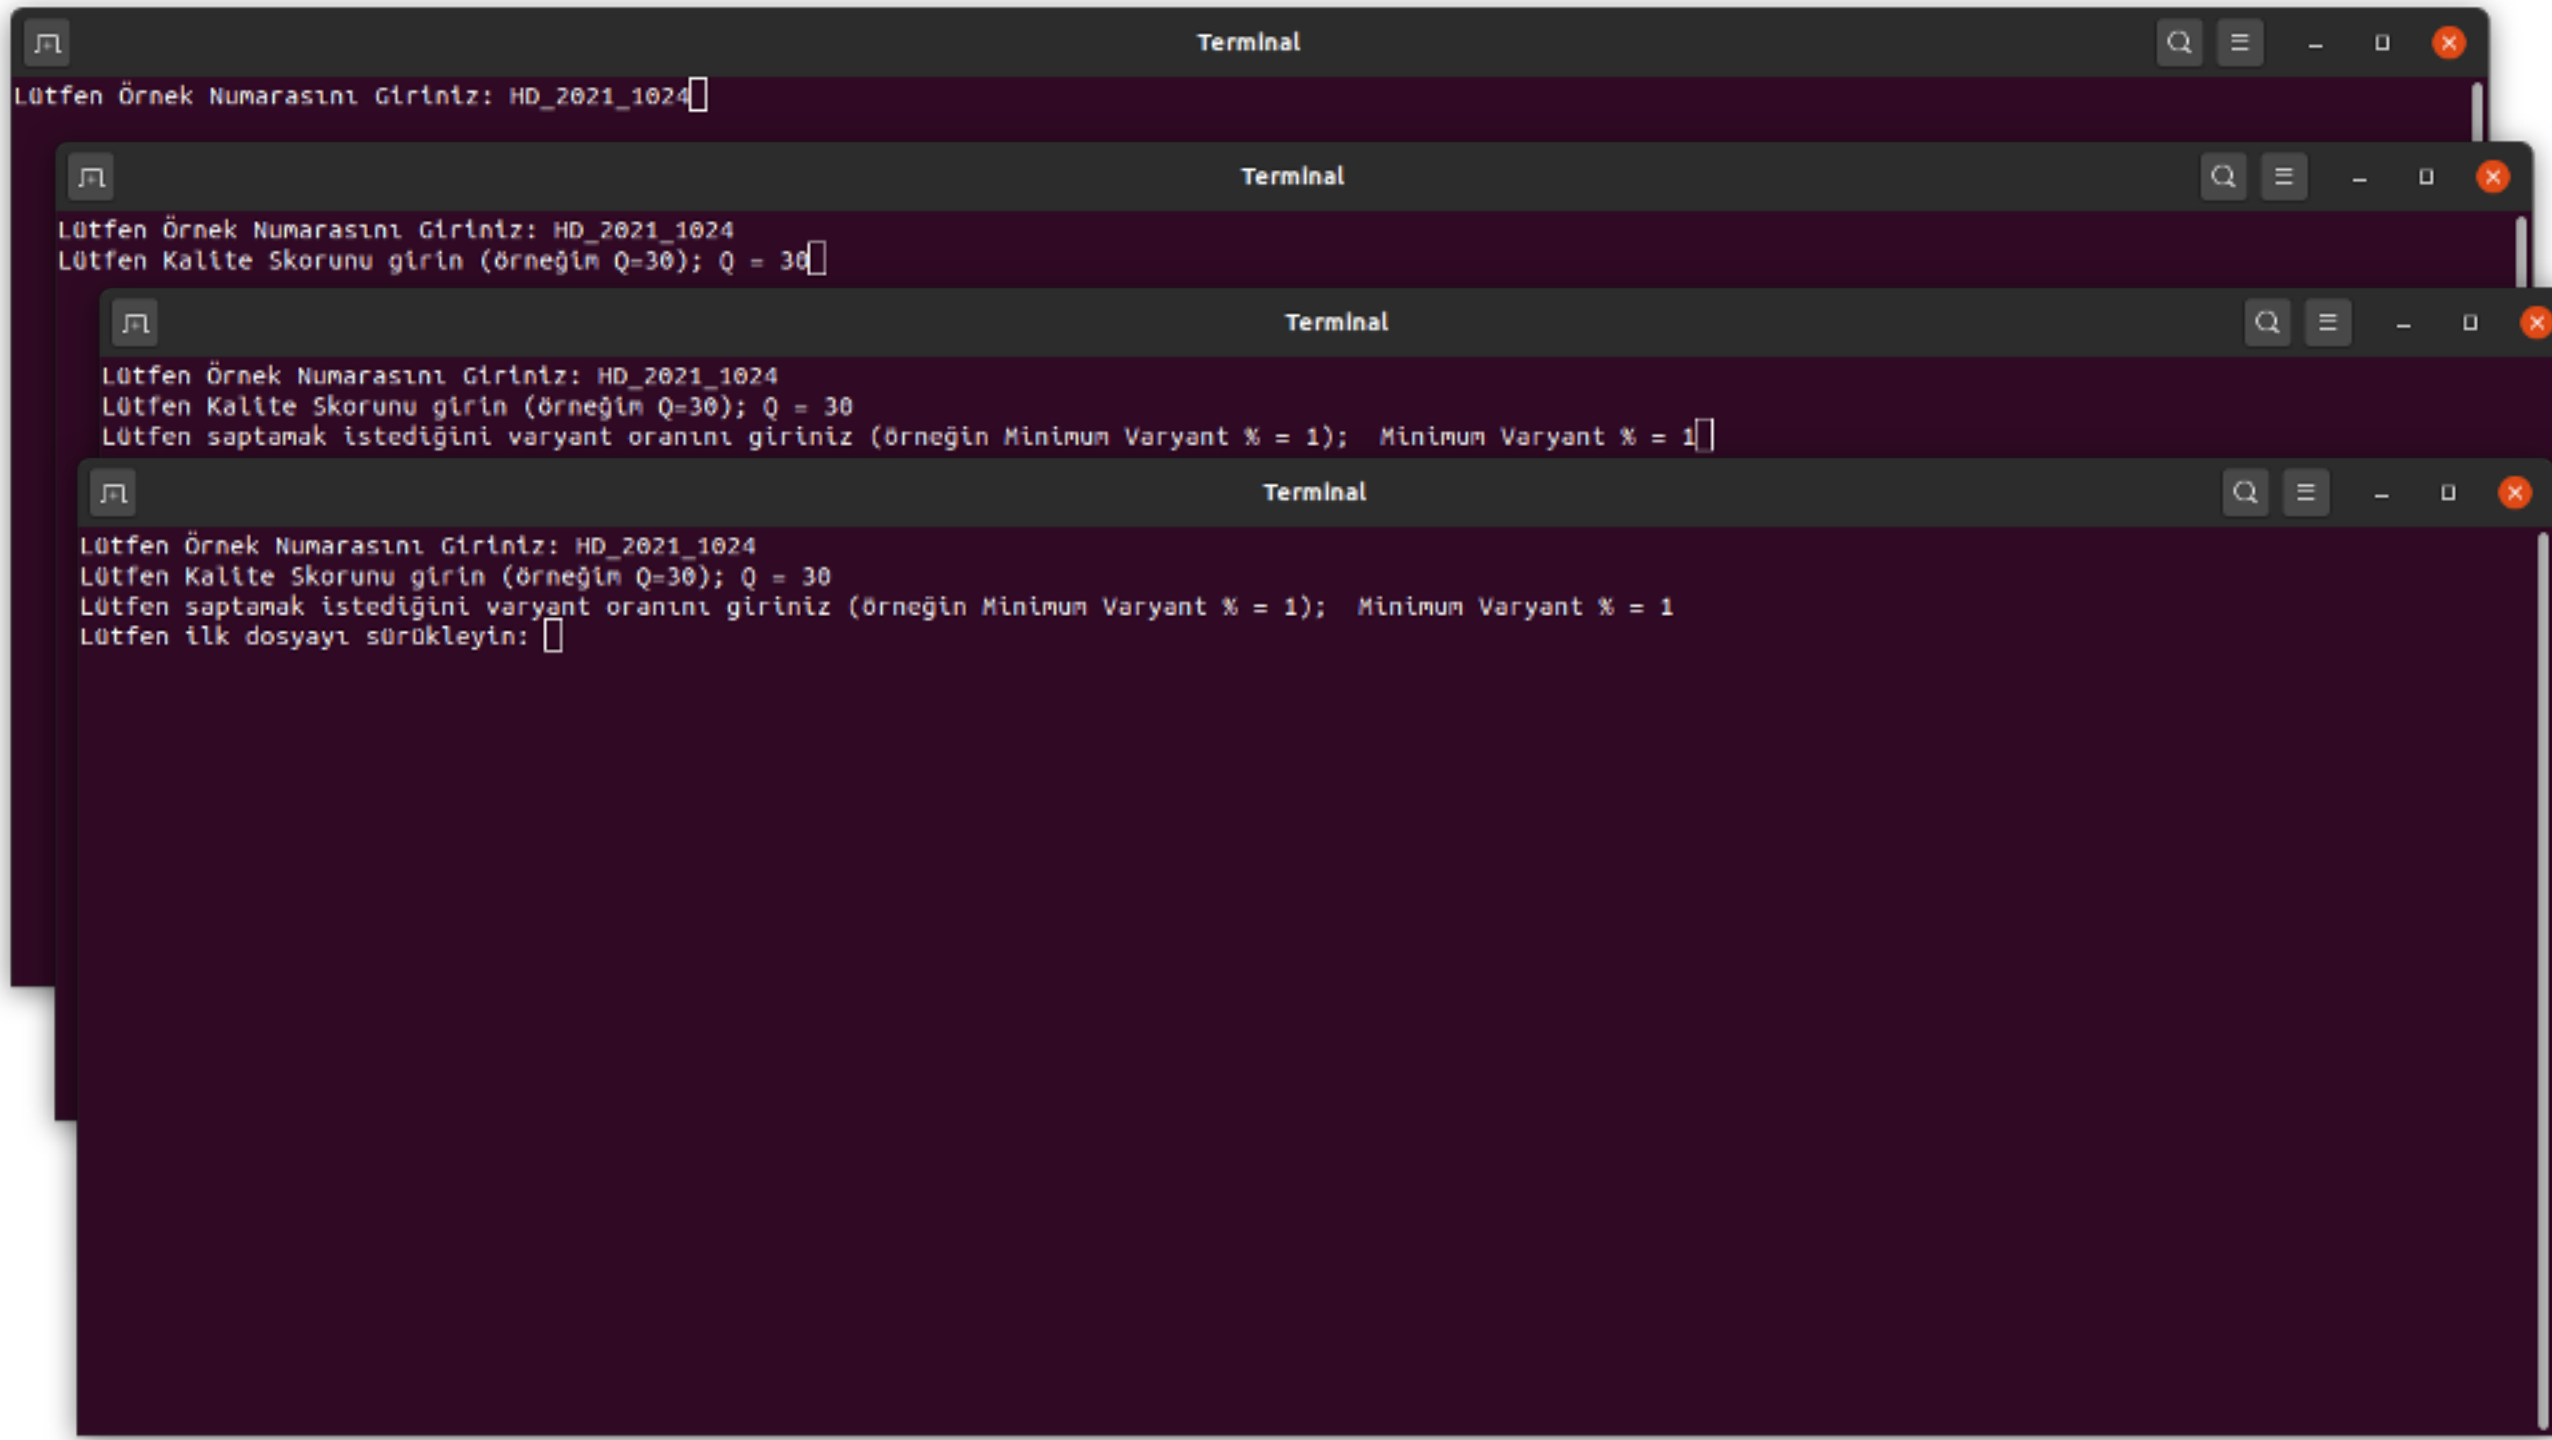 Terminal
Lütfen Örnek Numarasını Giriniz: HD_2021_1024
Terminal
Lütfen Örnek Numarasını Giriniz: HD_2021_1024
Lütfen Kalite Skorunu girin (örneğim Q=30); Q = 30
Terminal
Lütfen Örnek Numarasını Giriniz: HD_2021_1024
Lütfen Kalite Skorunu girin (örneğim Q=30); Q = 30
Lütfen saptamak istediğini varyant oranını giriniz (örneğin Minimum Varyant % = 1);  Minimum Varyant % = 1
Terminal
Lütfen Örnek Numarasını Giriniz: HD_2021_1024
Lütfen Kalite Skorunu girin (örneğim Q=30); Q = 30
Lütfen saptamak istediğini varyant oranını giriniz (örneğin Minimum Varyant % = 1);  Minimum Varyant % = 1
Lütfen ilk dosyayı sürükleyin: